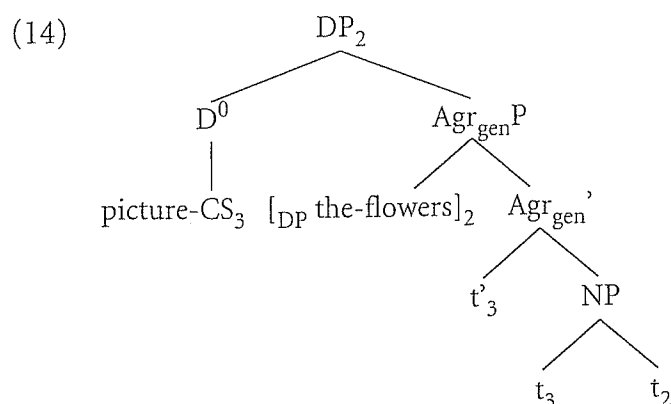 (14) DP₂
D⁰ AgrgenP
picture-CS₃ [DP the-flowers]₂ Agrgen’
t’₃ NP
t₃ t₂